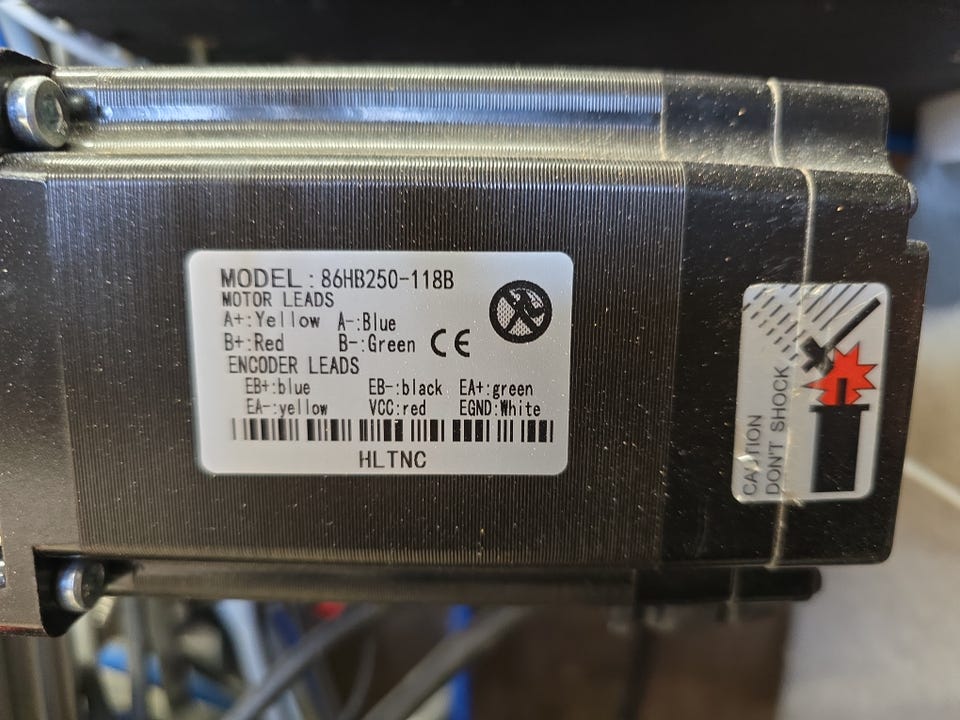 MODEL : 86HB250-118B
MOTOR LEADS
A+:Yellow A-:Blue
B+:Red B-:Green CE
ENCODER LEADS
EB+:blue EB-:black EA+:green
EA-:yellow VCC:red EGND:White
HLTNC
CAUTION
DON'T SHOCK